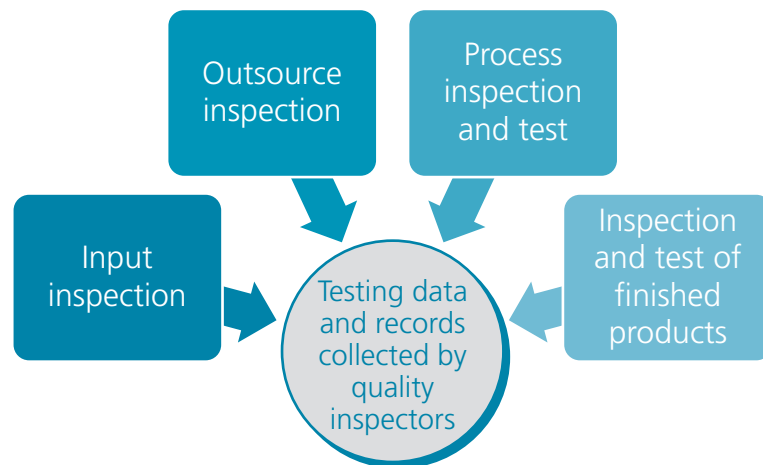 Input
inspection
Outsource
inspection
Process
inspection
and test
Inspection
and test of
finished
products
Testing data
and records
collected by
quality
inspectors